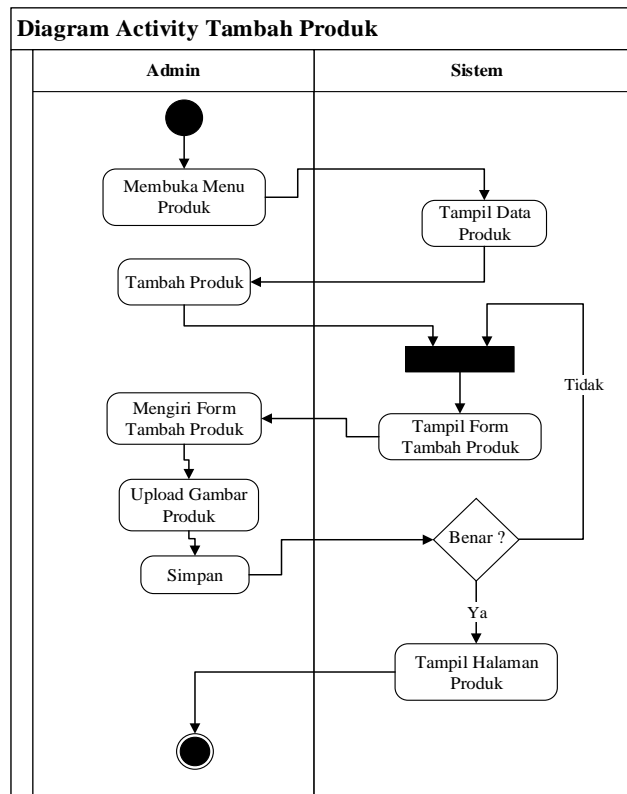 Diagram Activity Tambah Produk
Admin
Sistem
Membuka Menu
Produk
Tampil Data
Produk
Tambah Produk
Tidak
Mengiri Form
Tambah Produk
Tampil Form
Tambah Produk
Upload Gambar
Produk
Benar ?
Simpan
Ya
Tampil Halaman
Produk